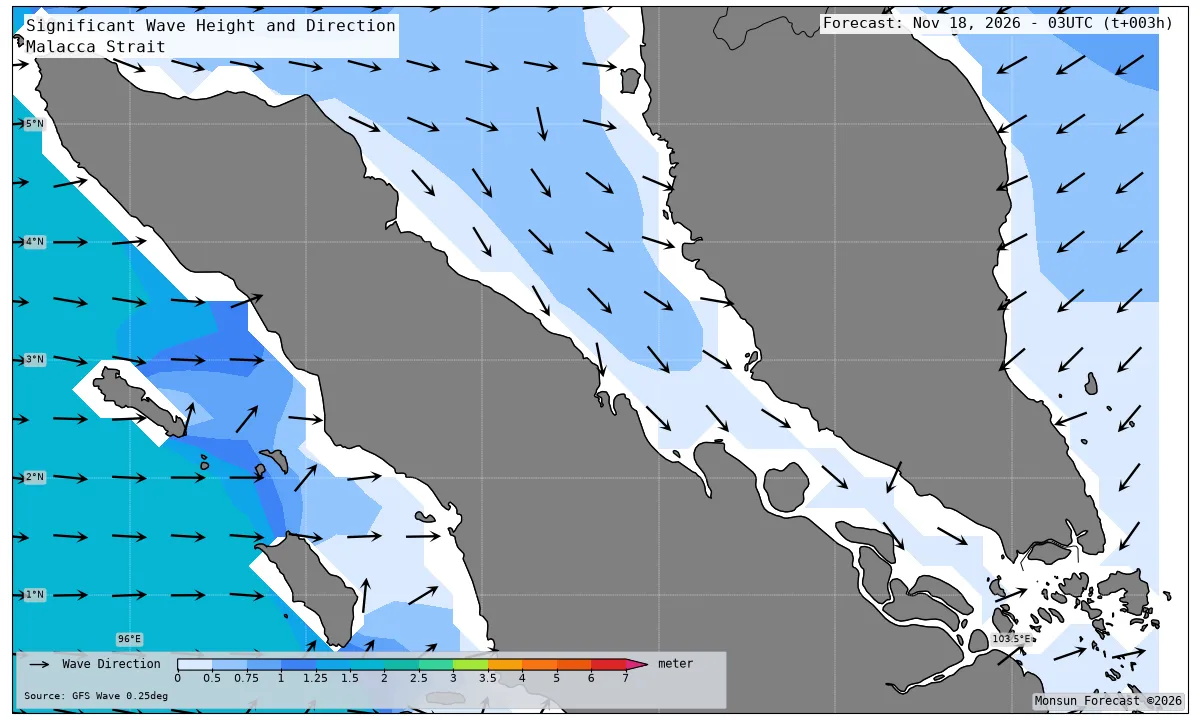 Significant Wave Height and Direction
Malacca Strait
Forecast: Nov 18, 2026 - 03UTC (t+003h)
5°N
4°N
3°N
2°N
1°N
96°E
103.5°E
Wave Direction
0 0.5 0.75 1 1.25 1.5 2 2.5 3 3.5 4 5 6 7
meter
Source: GFS Wave 0.25deg
Monsun Forecast ©2026